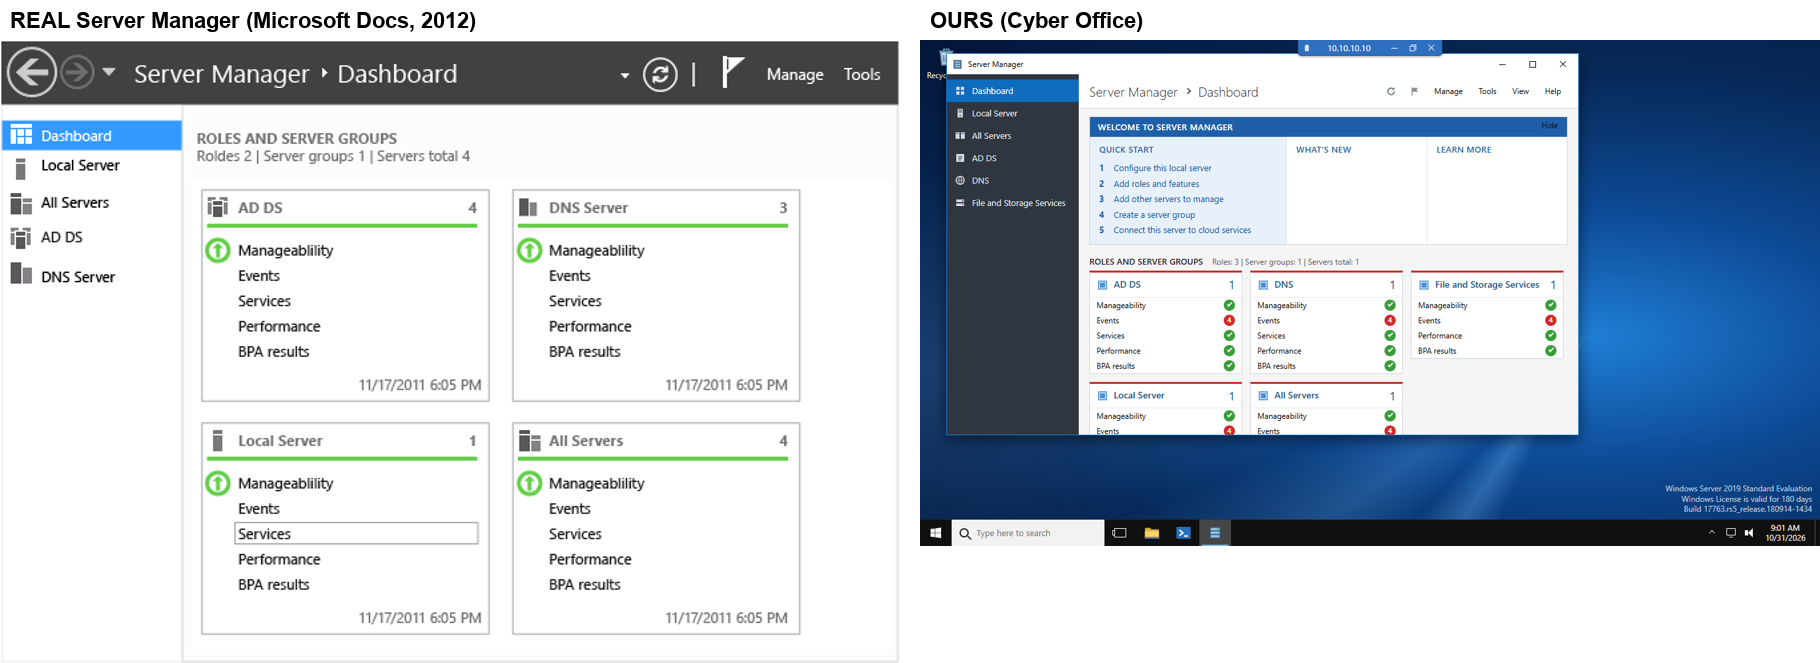 REAL Server Manager (Microsoft Docs, 2012)
Server Manager Dashboard
Manage Tools
Dashboard
Local Server
All Servers
AD DS
DNS Server
ROLES AND SERVER GROUPS
Roldes 2 | Server groups 1 | Servers total 4
AD DS 4
Manageablility
Events
Services
Performance
BPA results
11/17/2011 6:05 PM
DNS Server 3
Manageablility
Events
Services
Performance
BPA results
11/17/2011 6:05 PM
Local Server 1
Manageablility
Events
Services
Performance
BPA results
11/17/2011 6:05 PM
All Servers 4
Manageablility
Events
Services
Performance
BPA results
11/17/2011 6:05 PM
OURS (Cyber Office)
10.10.10.10
Recyc
Server Manager
Dashboard
Local Server
All Servers
AD DS
DNS
File and Storage Services
Server Manager > Dashboard
Manage Tools View Help
WELCOME TO SERVER MANAGER Hide
QUICK START
1 Configure this local server
2 Add roles and features
3 Add other servers to manage
4 Create a server group
5 Connect this server to cloud services
WHAT'S NEW
LEARN MORE
ROLES AND SERVER GROUPS Roles: 3 | Server groups: 1 | Servers total: 1
AD DS 1
Manageability
Events 4
Services
Performance
BPA results
DNS 1
Manageability
Events 4
Services
Performance
BPA results
File and Storage Services 1
Manageability
Events 4
Performance
BPA results
Local Server 1
Manageability
Events 4
All Servers 1
Manageability
Events 4
Windows Server 2019 Standard Evaluation
Windows License is valid for 180 days
Build 17763.rs5_release.180914-1434
Type here to search
9:01 AM
10/31/2026